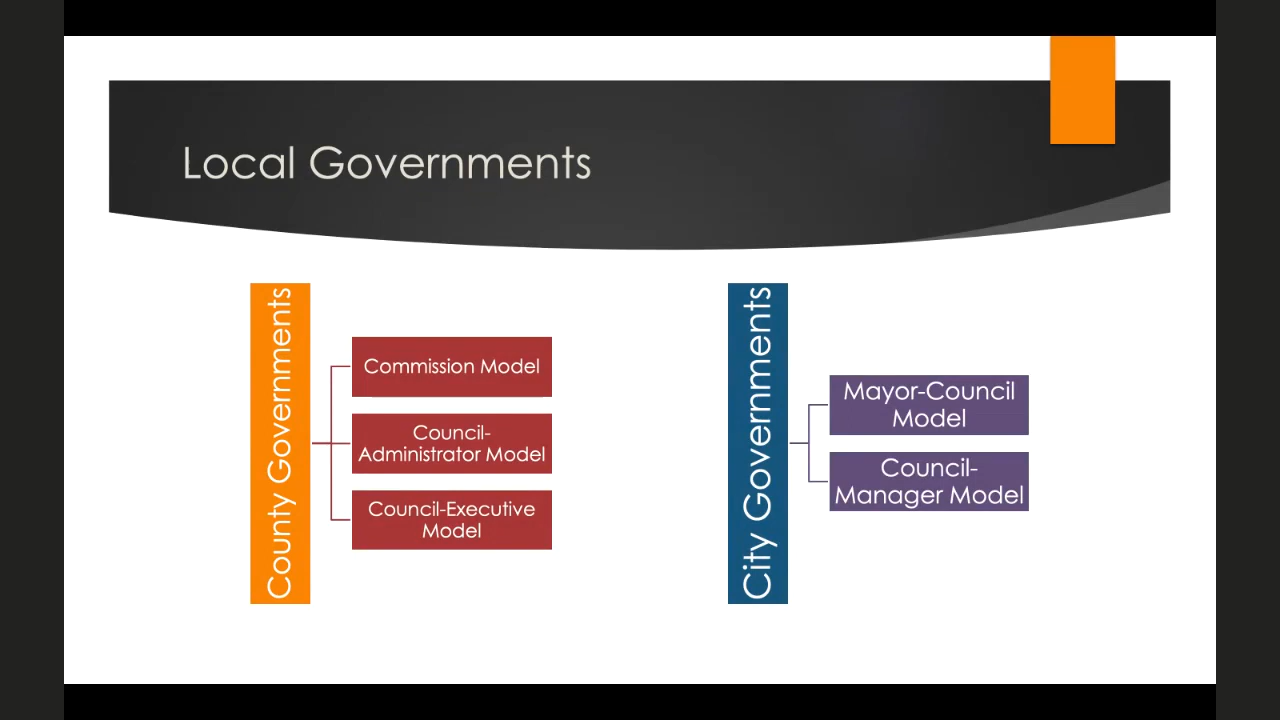 Local Governments
County Governments
Commission Model
Council-
Administrator Model
Council-Executive
Model
City Governments
Mayor-Council
Model
Council-
Manager Model